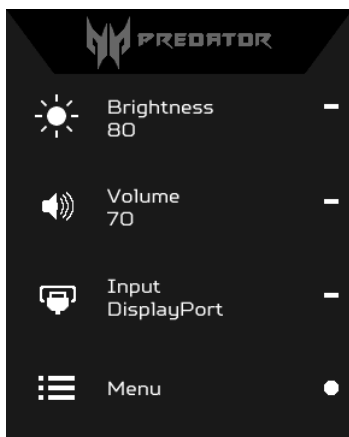 PREDATOR
Brightness
80
Volume
70
Input
DisplayPort
Menu